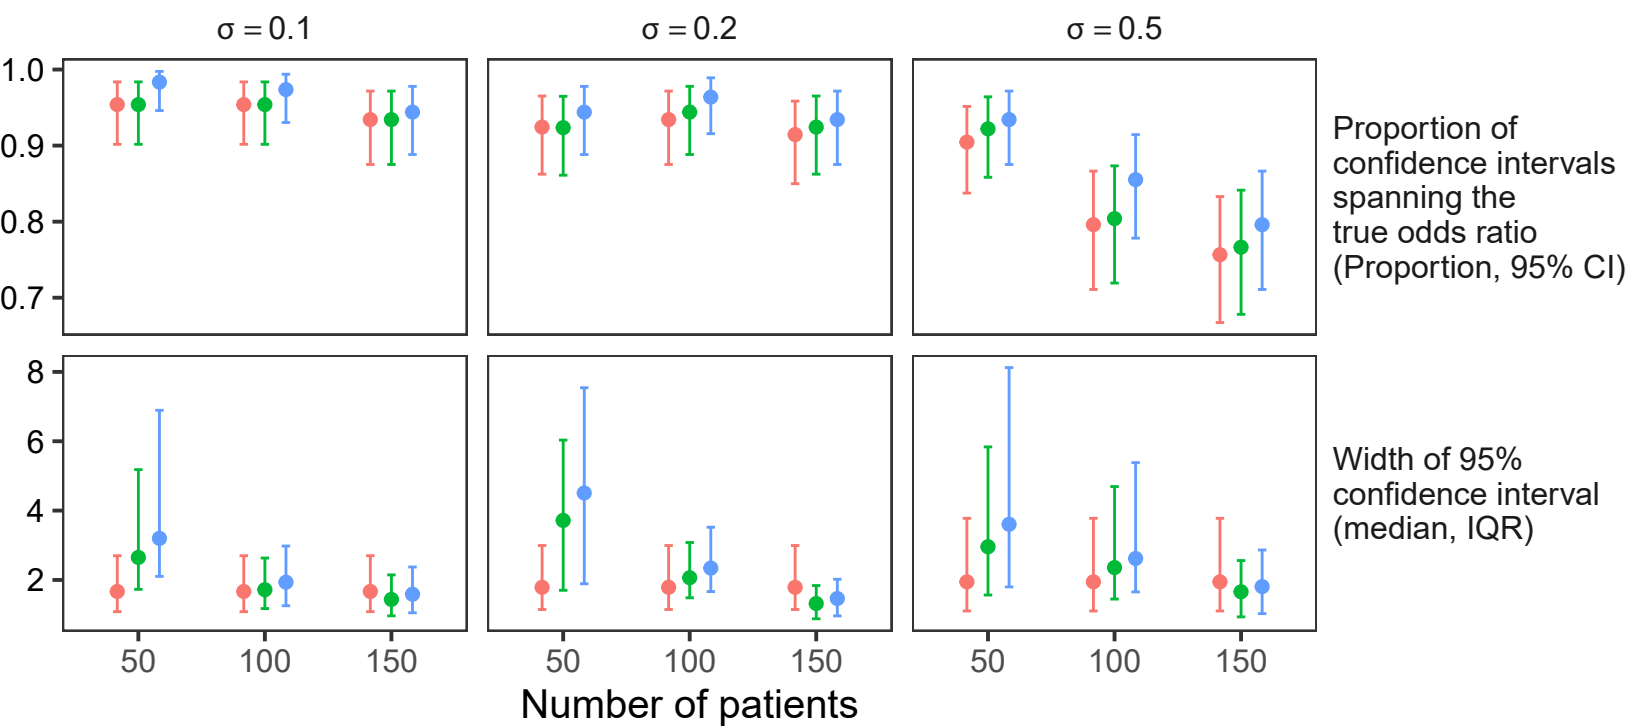 σ = 0.1
σ = 0.2
σ = 0.5
1.0
0.9
0.8
0.7
Proportion of
confidence intervals
spanning the
true odds ratio
(Proportion, 95% CI)
8
6
4
2
Width of 95%
confidence interval
(median, IQR)
50 100 150 50 100 150 50 100 150
Number of patients